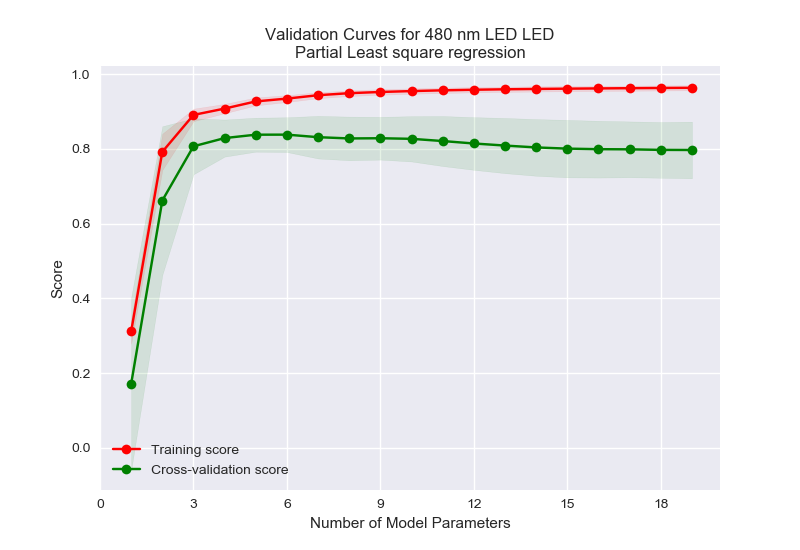 Validation Curves for 480 nm LED LED
Partial Least square regression
1.0
0.8
0.6
0.4
0.2
0.0
Score
Training score
Cross-validation score
0 3 6 9 12 15 18
Number of Model Parameters